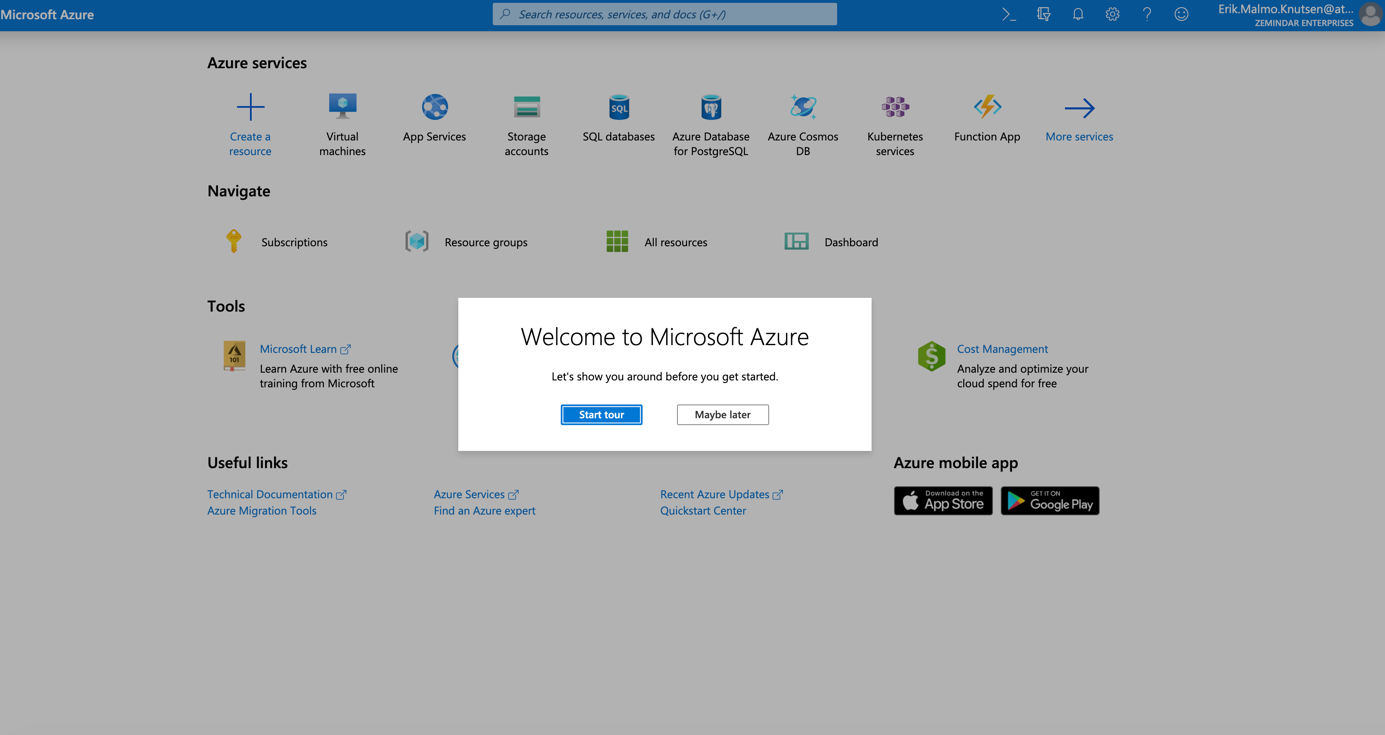 Microsoft Azure
Search resources, services, and docs (G+/)
Erik.Malmo.Knutsen@at...
ZEMINDAR ENTERPRISES
Azure services
Create a
resource
Virtual
machines
App Services
Storage
accounts
SQL
SQL databases
Azure Database
for PostgreSQL
Azure Cosmos
DB
Kubernetes
services
Function App
More services
Navigate
Subscriptions
Resource groups
All resources
Dashboard
Tools
101
Microsoft Learn
Learn Azure with free online
training from Microsoft
Cost Management
Analyze and optimize your
cloud spend for free
Welcome to Microsoft Azure
Let's show you around before you get started.
Start tour
Maybe later
Useful links
Technical Documentation
Azure Migration Tools
Azure Services
Find an Azure expert
Recent Azure Updates
Quickstart Center
Azure mobile app
Download on the
App Store
GET IT ON
Google Play